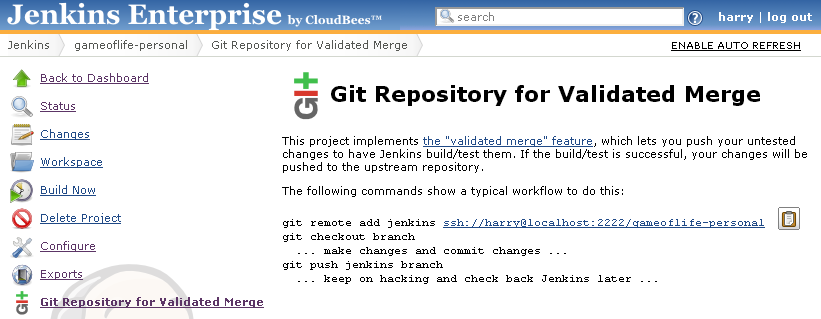 Jenkins Enterprise by CloudBees™
search
harry | log out
Jenkins gameoflife-personal Git Repository for Validated Merge
ENABLE AUTO REFRESH
Back to Dashboard
Status
Changes
Workspace
Build Now
Delete Project
Configure
Exports
Git Repository for Validated Merge
git
Git Repository for Validated Merge
This project implements the "validated merge" feature, which lets you push your untested
changes to have Jenkins build/test them. If the build/test is successful, your changes will be
pushed to the upstream repository.
The following commands show a typical workflow to do this:
git remote add jenkins ssh://harry@localhost:2222/gameoflife-personal
git checkout branch
... make changes and commit changes ...
git push jenkins branch
... keep on hacking and check back Jenkins later ...